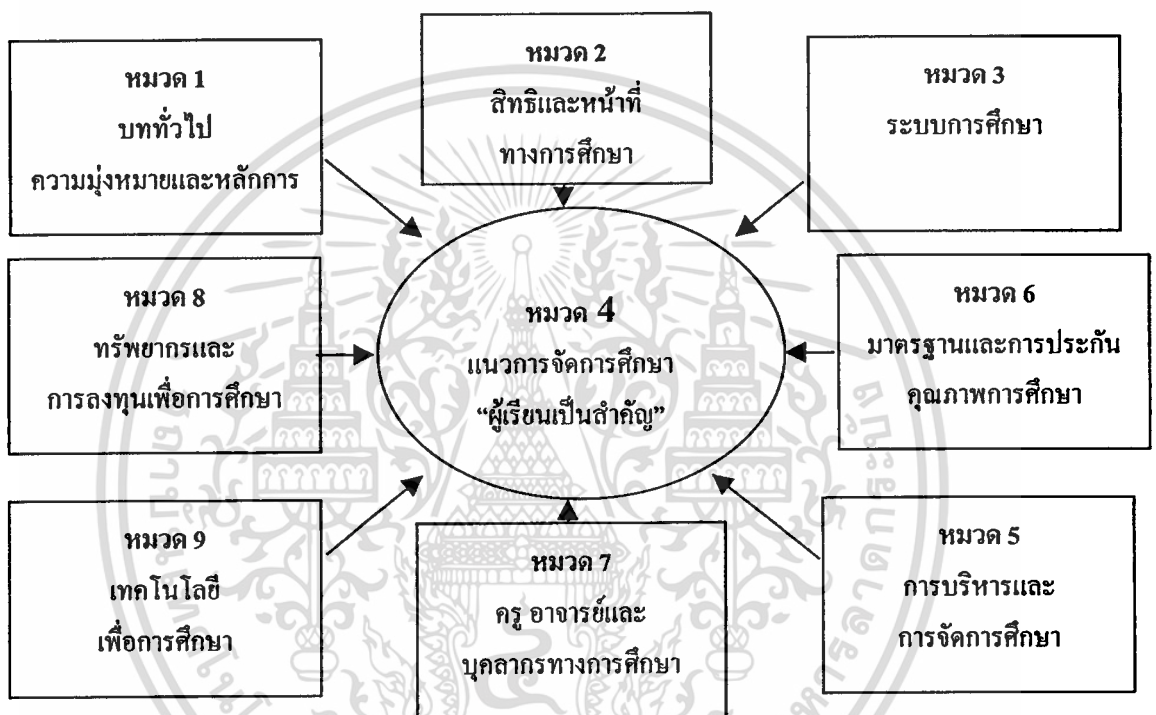 หมวด 1
บททั่วไป
ความมุ่งหมายและหลักการ
หมวด 2
สิทธิและหน้าที่
ทางการศึกษา
หมวด 3
ระบบการศึกษา
หมวด 8
ทรัพยากรและ
การลงทุนเพื่อการศึกษา
หมวด 4
แนวการจัดการศึกษา
“ผู้เรียนเป็นสำคัญ”
หมวด 6
มาตรฐานและการประกัน
คุณภาพการศึกษา
หมวด 9
เทคโนโลยี
เพื่อการศึกษา
หมวด 7
ครู อาจารย์และ
บุคลากรทางการศึกษา
หมวด 5
การบริหารและ
การจัดการศึกษา